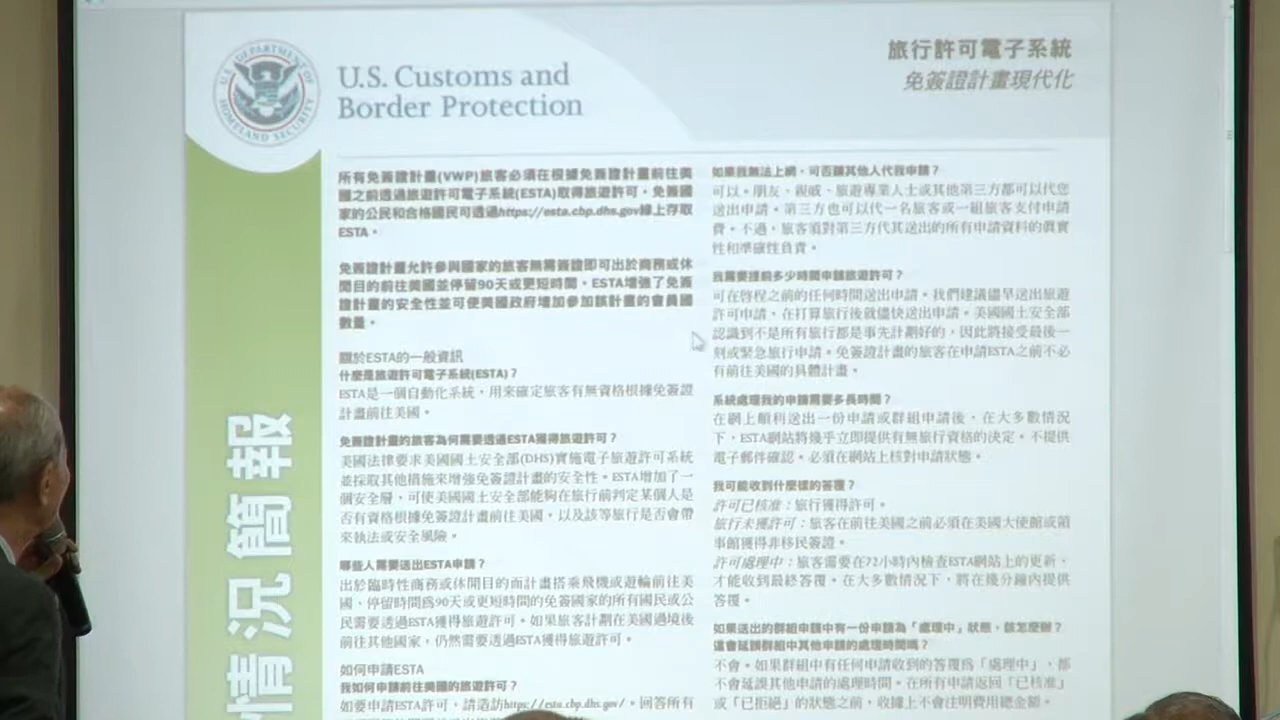 U.S. DEPARTMENT OF
HOMELAND SECURITY
U.S. Customs and
Border Protection
旅行許可電子系統
免簽證計畫現代化
情況簡報
所有免簽證計畫(VWP)旅客必須在根據免簽證計畫前往美
國之前透過旅遊許可電子系統(ESTA)取得旅遊許可。免簽國
家的公民和合格國民可透過https://esta.cbp.dhs.gov線上存取
ESTA。
免簽證計畫允許參與國家的旅客無需簽證即可出於商務或休
閒目的前往美國並停留90天或更短時間。ESTA增強了免簽
證計畫的安全性並可使美國政府增加參加該計畫的會員國
數量。
關於ESTA的一般資訊
什麼是旅遊許可電子系統(ESTA)？
ESTA是一個自動化系統，用來確定旅客有無資格根據免簽證
計畫前往美國。
免簽證計畫的旅客為何需要透過ESTA獲得旅遊許可？
美國法律要求美國國土安全部(DHS)實施電子旅遊許可系統
並採取其他措施來增強免簽證計畫的安全性。ESTA增加了一
個安全層，可使美國國土安全部能夠在旅行前判定某個人是
否有資格根據免簽證計畫前往美國，以及該等旅行是否會帶
來執法或安全風險。
哪些人需要送出ESTA申請？
出於臨時性商務或休閒目的而計畫搭乘飛機或遊輪前往美
國、停留時間爲90天或更短時間的免簽國家的所有國民或公
民需要透過ESTA獲得旅遊許可。如果旅客計劃在美國過境後
前往其他國家，仍然需要透過ESTA獲得旅遊許可。
如何申請ESTA
我如何申請前往美國的旅遊許可？
如要申請ESTA許可，請造訪https://esta.cbp.dhs.gov/。回答所有
如果我無法上網，可否讓其他人代我申請？
可以。朋友、親戚、旅遊專業人士或其他第三方都可以代您
送出申請。第三方也可以代一名旅客或一組旅客支付申請
費。不過，旅客須對第三方代其送出的所有申請資料的眞實
性和準確性負責。
我需要提前多少時間申請旅遊許可？
可在啓程之前的任何時間送出申請。我們建議儘早送出旅遊
許可申請，在打算旅行後就儘快送出申請。美國國土安全部
認識到不是所有旅行都是事先計劃好的，因此將接受最後一
刻或緊急旅行申請。免簽證計畫的旅客在申請ESTA之前不必
有前往美國的具體計畫。
系統處理我的申請需要多長時間？
在網上順利送出一份申請或群組申請後，在大多數情況
下，ESTA網站將幾乎立即提供有無旅行資格的決定。不提供
電子郵件確認。必須在網站上核對申請狀態。
我可能收到什麼樣的答覆？
許可已核准：旅行獲得許可。
旅行未獲許可：旅客在前往美國之前必須在美國大使館或領
事館獲得非移民簽證。
許可處理中：旅客需要在72小時內檢查ESTA網站上的更新，
才能收到最終答覆。在大多數情況下，將在幾分鐘內提供
答覆。
如果送出的群組申請中有一份申請為「處理中」狀態，該怎麼辦？
這會延誤群組中其他申請的處理時間嗎？
不會。如果群組中有任何申請收到的答覆爲「處理中」，都
不會延誤其他申請的處理時間。在所有申請返回「已核准」
或「已拒絕」的狀態之前，收據上不會注明費用總金額。